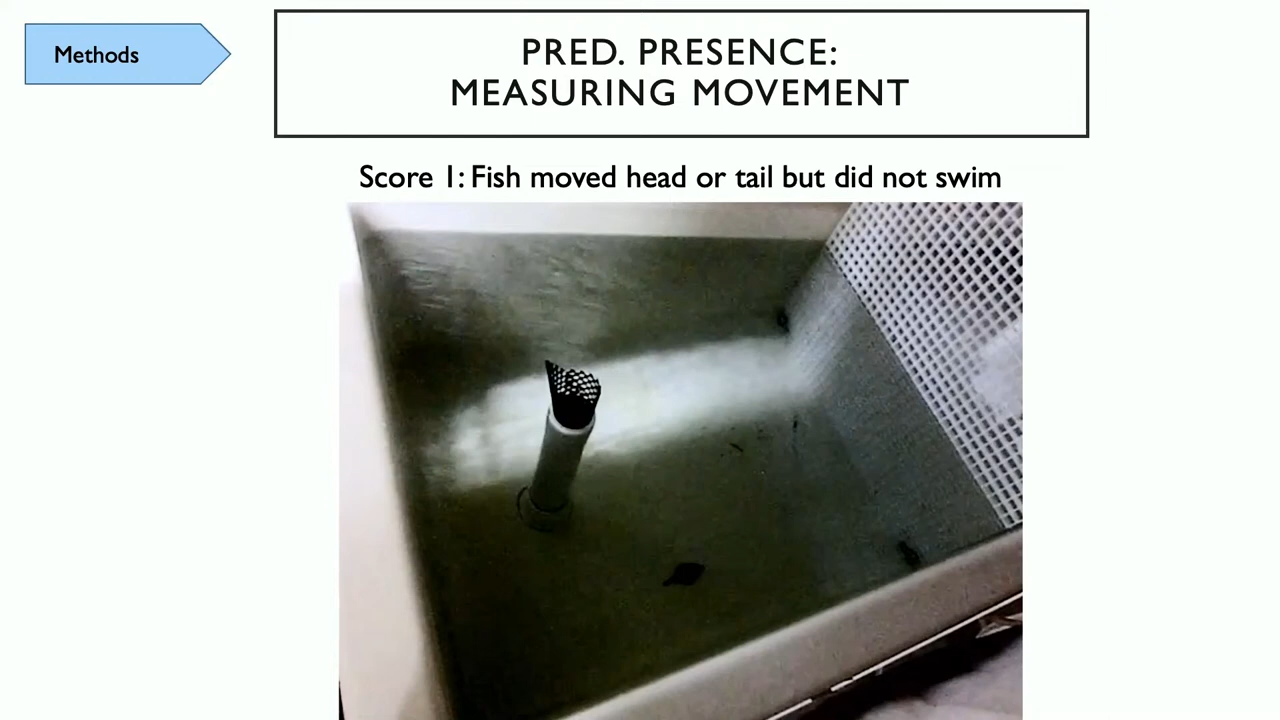 Methods
PRED. PRESENCE:
MEASURING MOVEMENT
Score 1: Fish moved head or tail but did not swim